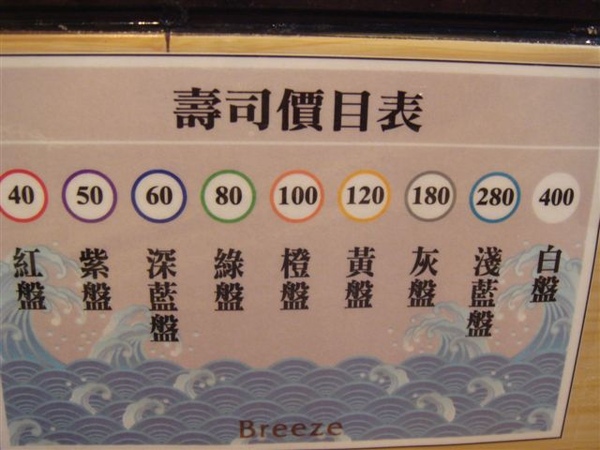 壽司價目表
40 50 60 80 100 120 180 280 400
紅盤 紫盤 深藍盤 綠盤 橙盤 黃盤 灰盤 淺藍盤 白盤
Breeze